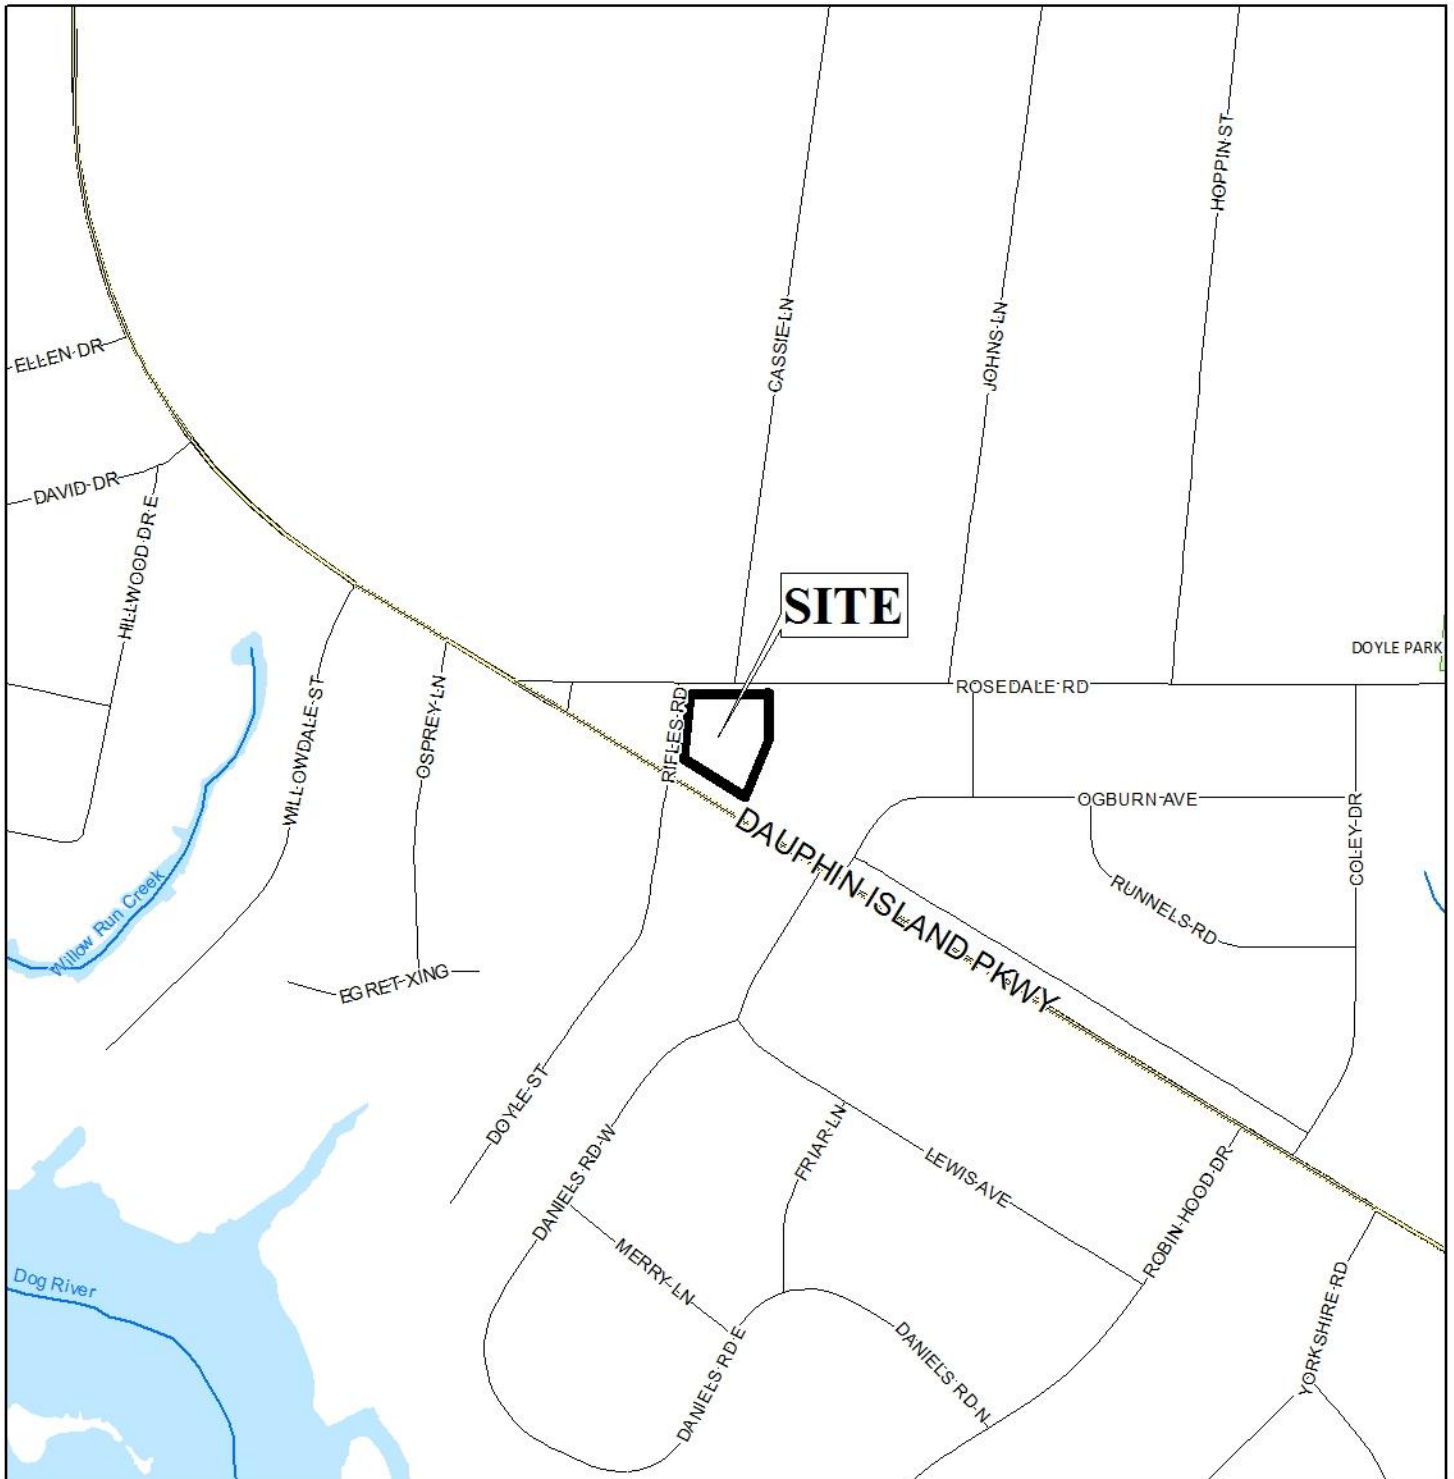 HOPPIN ST
CASSIE LN
JOHNS LN
ELLEN DR
DAVID DR
HILLWOOD DR E
SITE
DOYLE PARK
ROSEDALE RD
RIFLES RD
WILLOWDALE ST
OSPREY LN
OGBURN AVE
COLEY DR
DAUPHIN ISLAND PKWY
RUNNELS RD
Willow Run Creek
EGRET XING
DOYLE ST
DANIELS RD W
FRIAR LN
LEWIS AVE
ROBIN HOOD DR
MERRY LN
Dog River
YORKSHIRE RD
DANIELS RD E
DANIELS RD N